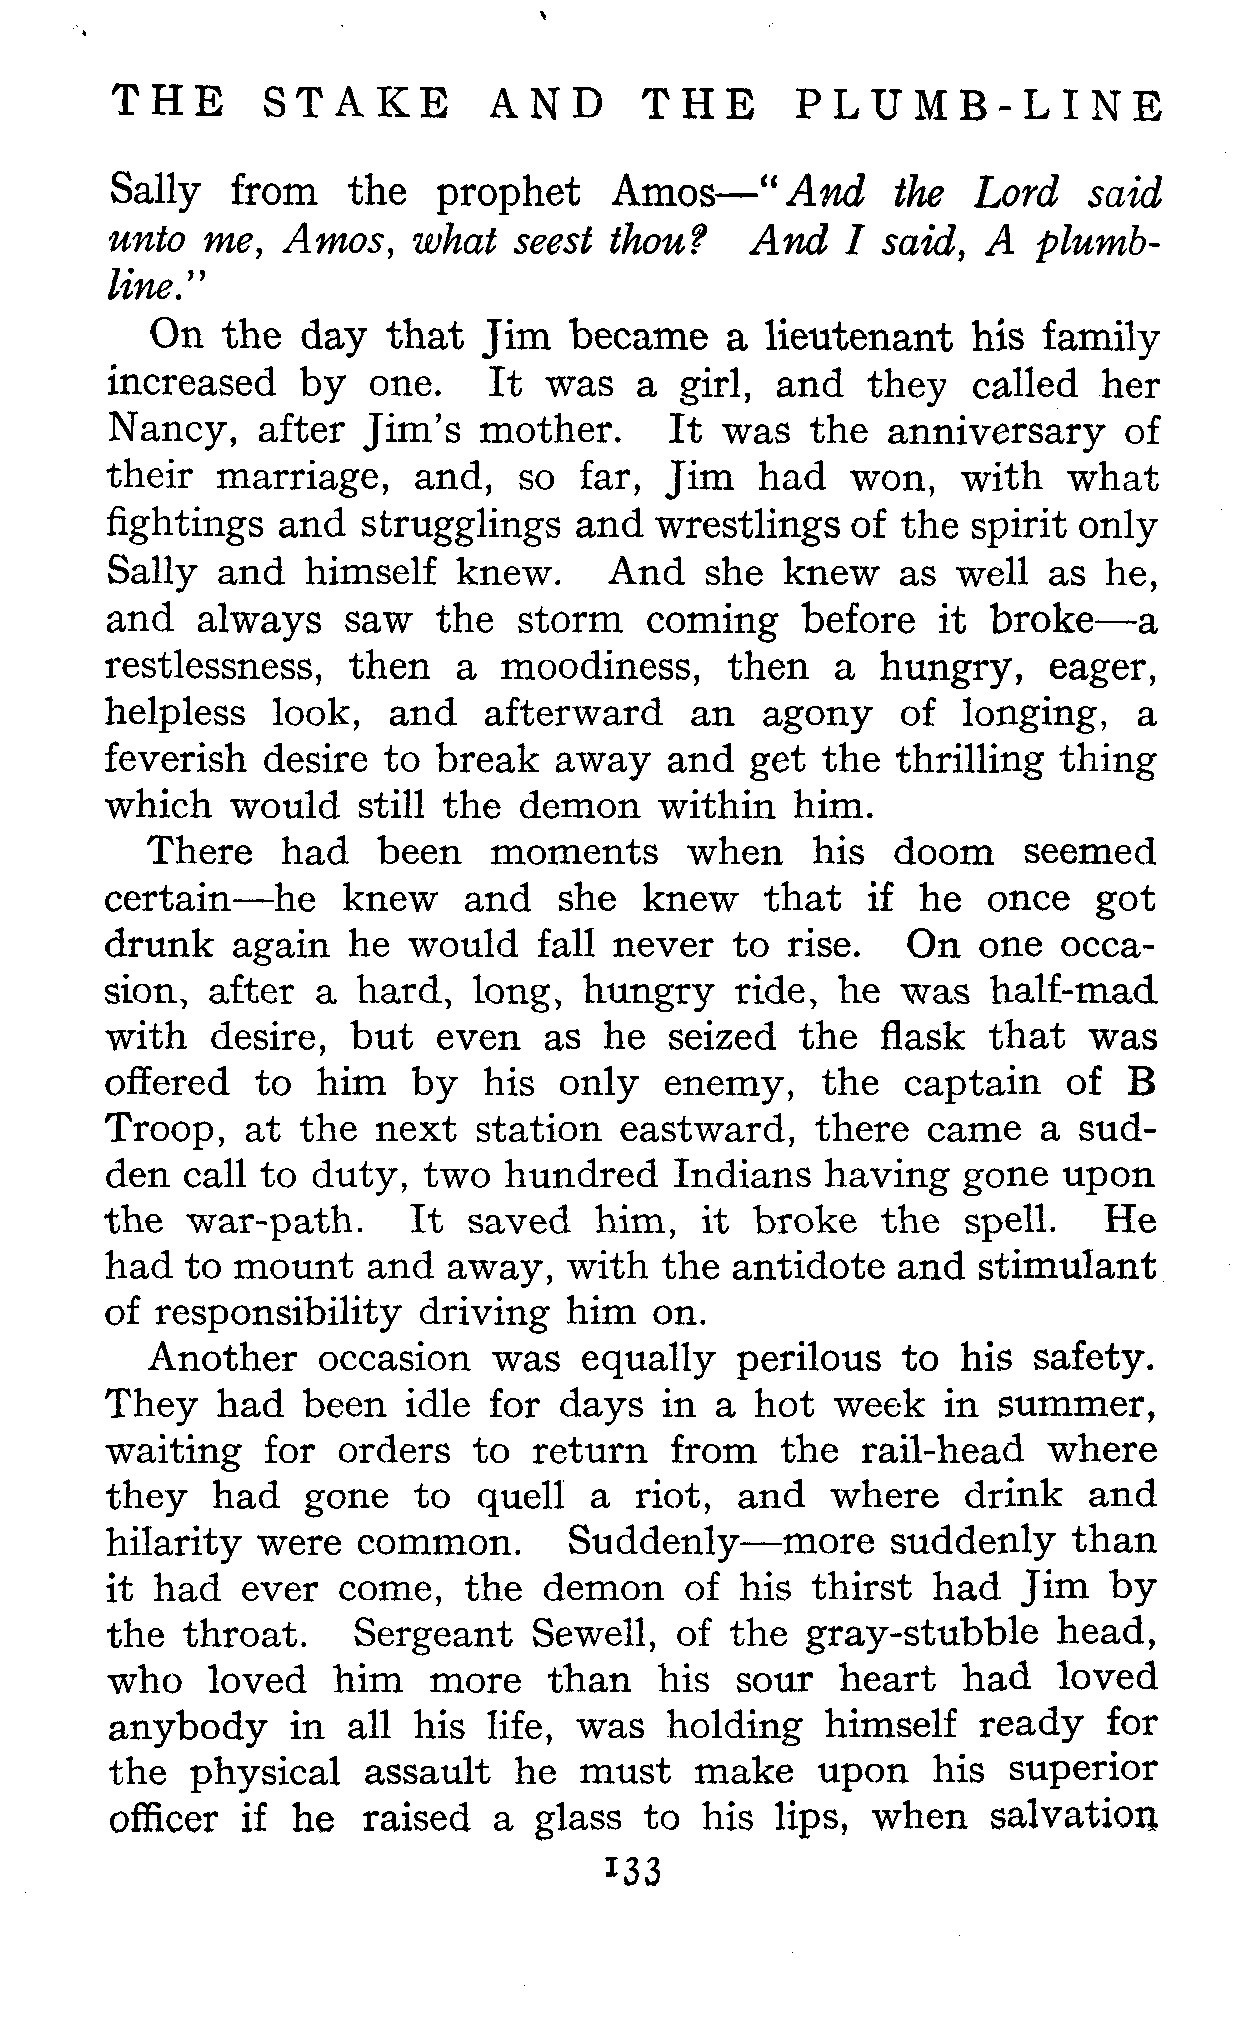 THE STAKE AND THE PLUMB-LINE
Sally from the prophet Amos—"And the Lord said
unto me, Amos, what seest thou? And I said, A plumb-
line."
On the day that Jim became a lieutenant his family
increased by one. It was a girl, and they called her
Nancy, after Jim's mother. It was the anniversary of
their marriage, and, so far, Jim had won, with what
fightings and strugglings and wrestlings of the spirit only
Sally and himself knew. And she knew as well as he,
and always saw the storm coming before it broke—a
restlessness, then a moodiness, then a hungry, eager,
helpless look, and afterward an agony of longing, a
feverish desire to break away and get the thrilling thing
which would still the demon within him.
There had been moments when his doom seemed
certain—he knew and she knew that if he once got
drunk again he would fall never to rise. On one occa-
sion, after a hard, long, hungry ride, he was half-mad
with desire, but even as he seized the flask that was
offered to him by his only enemy, the captain of B
Troop, at the next station eastward, there came a sud-
den call to duty, two hundred Indians having gone upon
the war-path. It saved him, it broke the spell. He
had to mount and away, with the antidote and stimulant
of responsibility driving him on.
Another occasion was equally perilous to his safety.
They had been idle for days in a hot week in summer,
waiting for orders to return from the rail-head where
they had gone to quell a riot, and where drink and
hilarity were common. Suddenly—more suddenly than
it had ever come, the demon of his thirst had Jim by
the throat. Sergeant Sewell, of the gray-stubble head,
who loved him more than his sour heart had loved
anybody in all his life, was holding himself ready for
the physical assault he must make upon his superior
officer if he raised a glass to his lips, when salvation
133